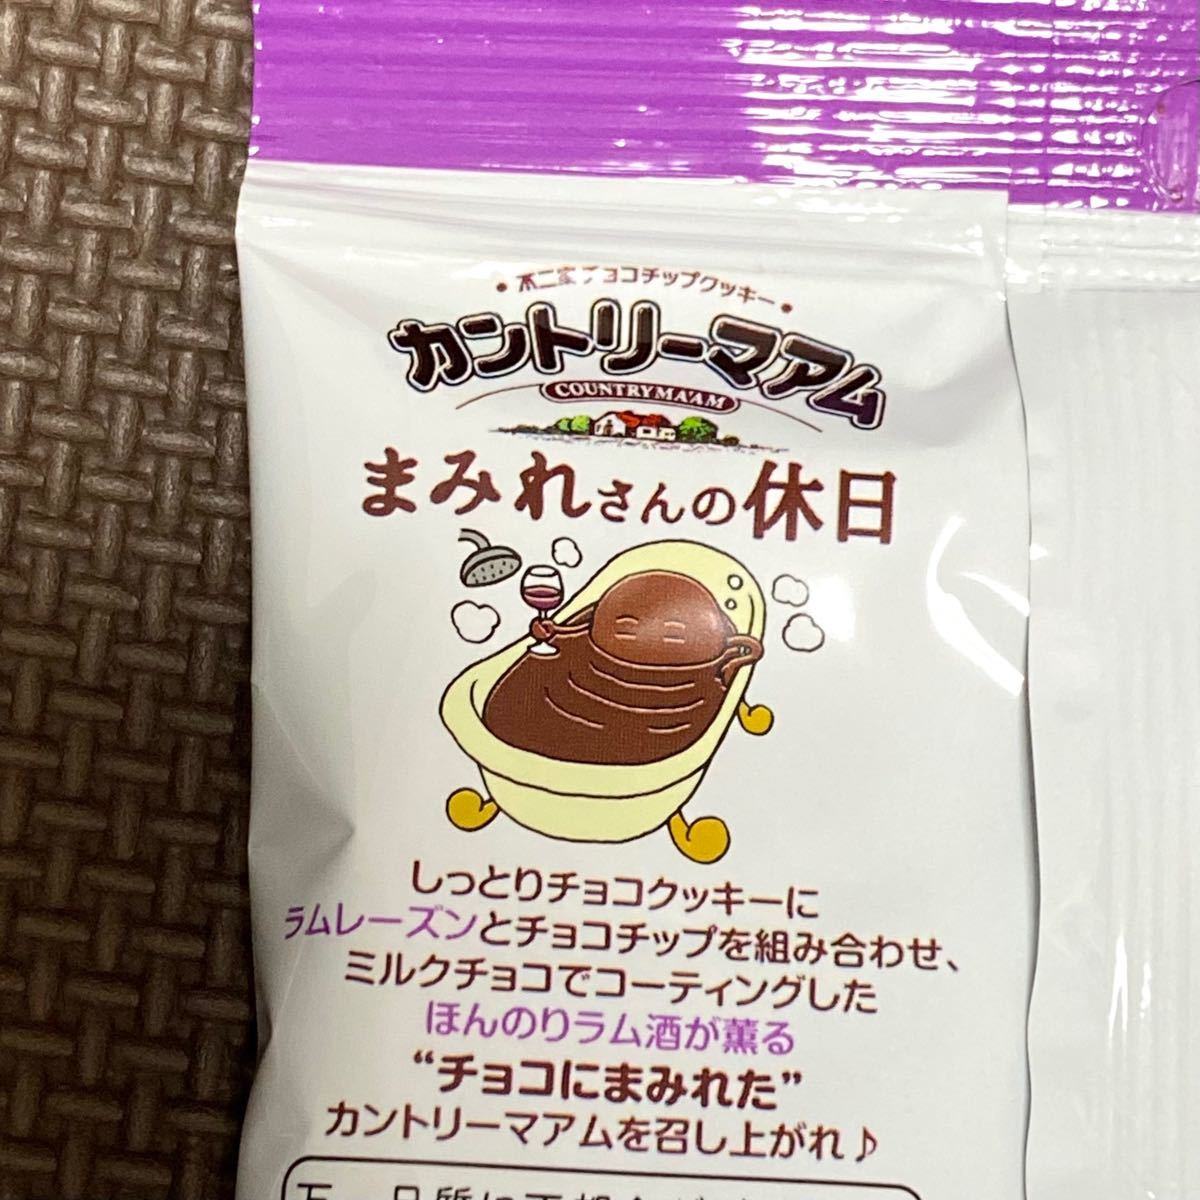 ・不二家チョコチップクッキー・
カントリーマアム
COUNTRY MA'AM
まみれさんの休日
しっとりチョコクッキーに
ラムレーズンとチョコチップを組み合わせ、
ミルクチョコでコーティングした
ほんのりラム酒が薫る
“チョコにまみれた”
カントリーマアムを召し上がれ♪